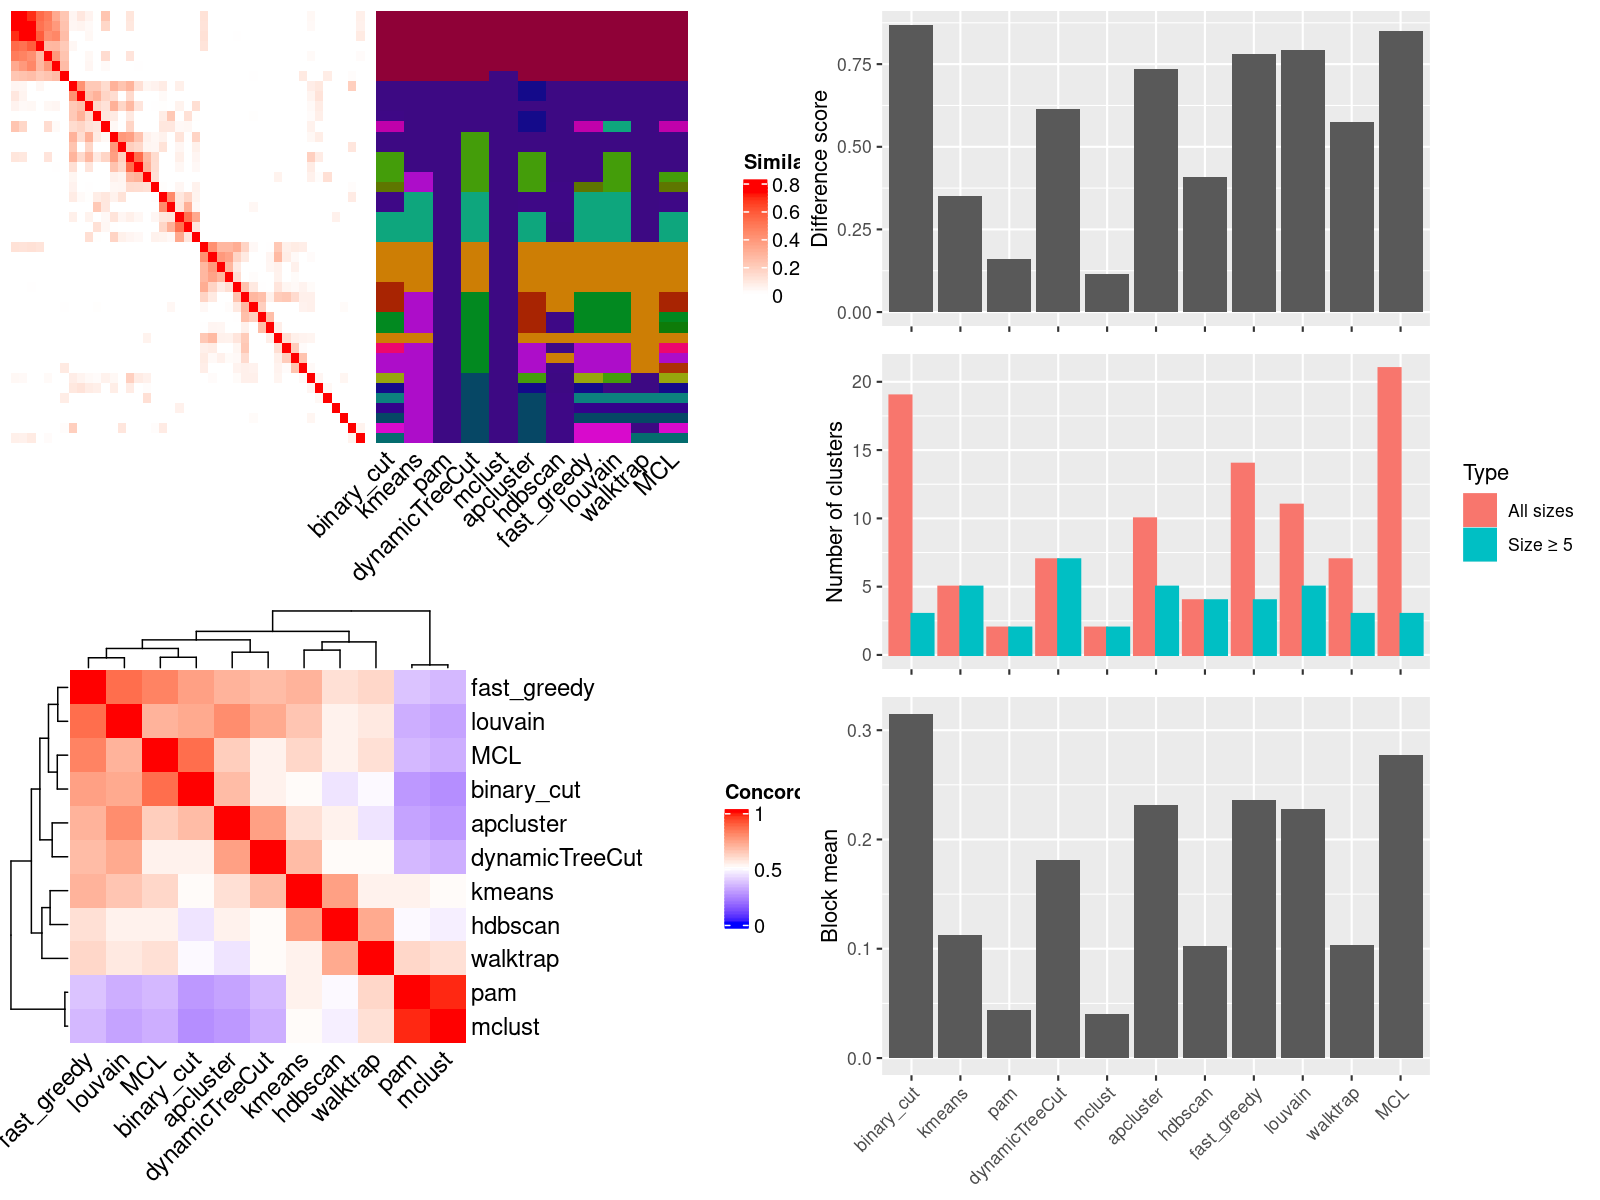 Simila
0.8
0.6
0.4
0.2
0
binary_cut
kmeans
pam
dynamicTreeCut
mclust
apcluster
hdbscan
fast_greedy
louvain
walktrap
MCL
fast_greedy
louvain
MCL
binary_cut
apcluster
dynamicTreeCut
kmeans
hdbscan
walktrap
pam
mclust
fast_greedy
louvain
MCL
binary_cut
apcluster
dynamicTreeCut
kmeans
hdbscan
walktrap
pam
mclust
Concord
1
0.5
0
Difference score
0.75
0.50
0.25
0.00
Number of clusters
20
15
10
5
0
Type
All sizes
Size ≥ 5
Block mean
0.3
0.2
0.1
0.0
binary_cut
kmeans
pam
dynamicTreeCut
mclust
apcluster
hdbscan
fast_greedy
louvain
walktrap
MCL